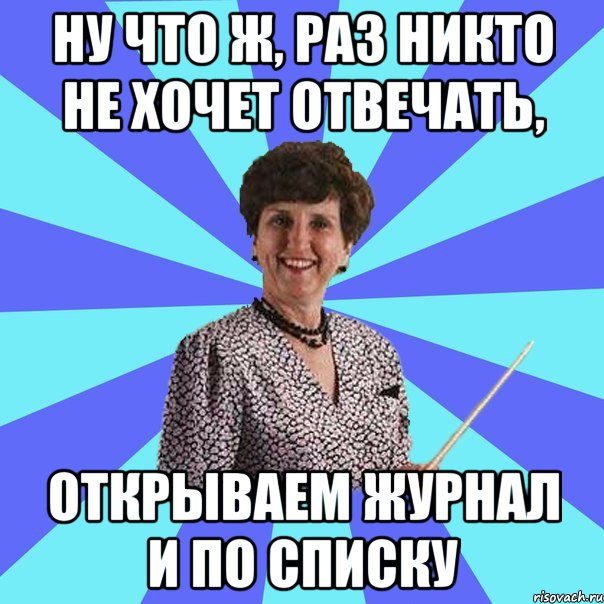 НУ ЧТО Ж, РАЗ НИКТО
НЕ ХОЧЕТ ОТВЕЧАТЬ,
ОТКРЫВАЕМ ЖУРНАЛ
И ПО СПИСКУ
risovach.ru